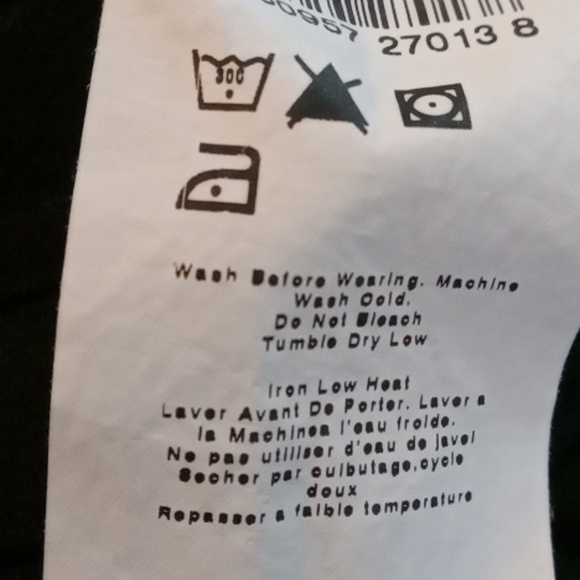 0957 27013 8
30C
Wash Before Wearing. Machine
Wash Cold.
Do Not Bleach
Tumble Dry Low
Iron Low Heat
Laver Avant De Porter. Laver a
la Machinea l'eau froide.
Ne pas utiliser d'eau de javel
Secher par culbutage,cycle
doux
Repasser a faible temperature